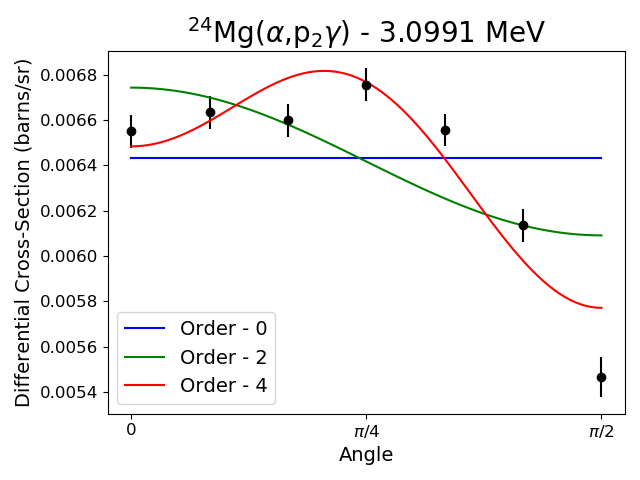 ²⁴Mg(α,p₂γ) - 3.0991 MeV
Differential Cross-Section (barns/sr)
0.0068
0.0066
0.0064
0.0062
0.0060
0.0058
0.0056
0.0054
Order - 0
Order - 2
Order - 4
0
π/4
π/2
Angle